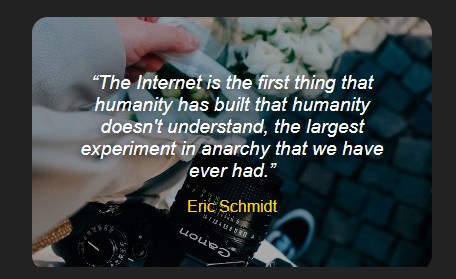 “The Internet is the first thing that
humanity has built that humanity
doesn't understand, the largest
experiment in anarchy that we have
ever had.”
Eric Schmidt
Canon